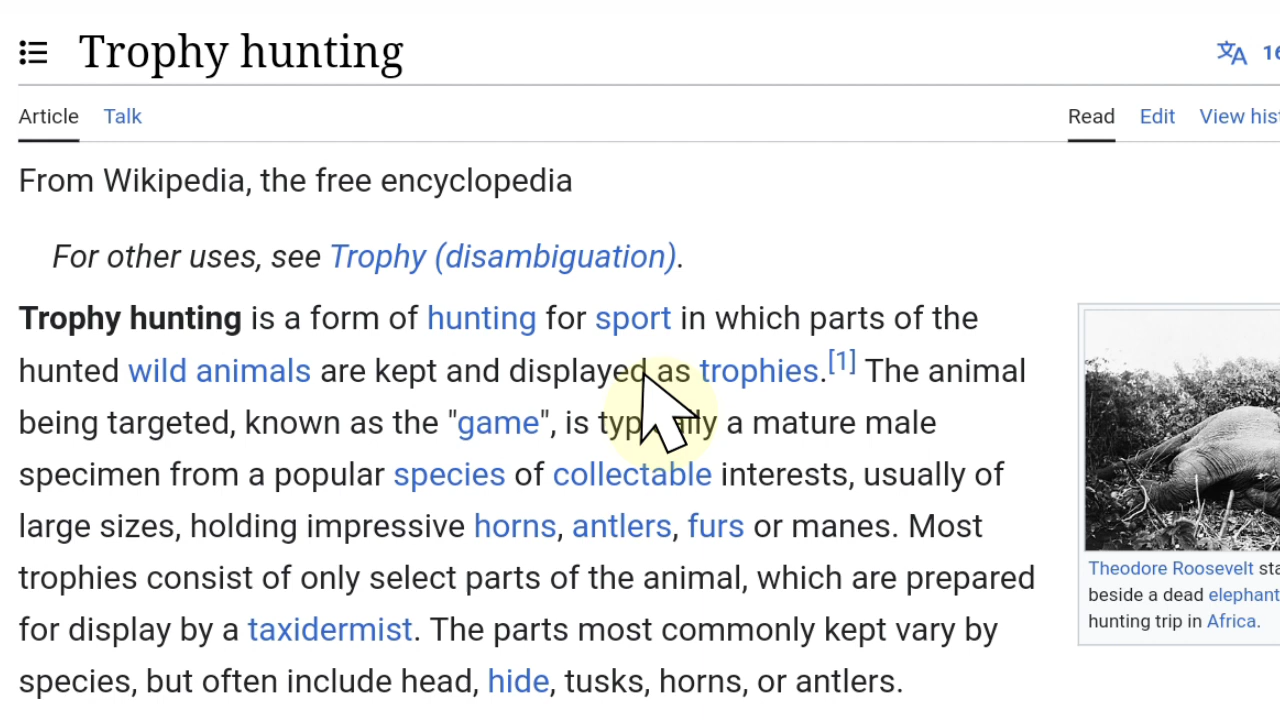 Trophy hunting
Article Talk Read Edit View
From Wikipedia, the free encyclopedia
For other uses, see Trophy (disambiguation).
Trophy hunting is a form of hunting for sport in which parts of the
hunted wild animals are kept and displayed as trophies.[1] The animal
being targeted, known as the "game", is a mature male
specimen from a popular species of collectable interests, usually of
large sizes, holding impressive horns, antlers, furs or manes. Most
trophies consist of only select parts of the animal, which are prepared
for display by a taxidermist. The parts most commonly kept vary by
species, but often include head, hide, tusks, horns, or antlers.
Theodore Roosevelt
beside a dead elephant
hunting trip in Africa.